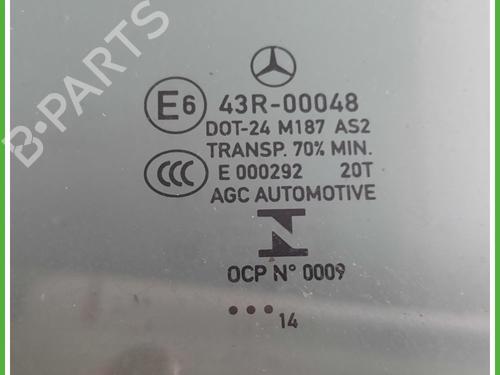 B-PARTS
E6 43R-00048
DOT-24 M187 AS2
TRANSP. 70% MIN.
CCC E 000292 20T
AGC AUTOMOTIVE
OCP N° 0009
••• 14